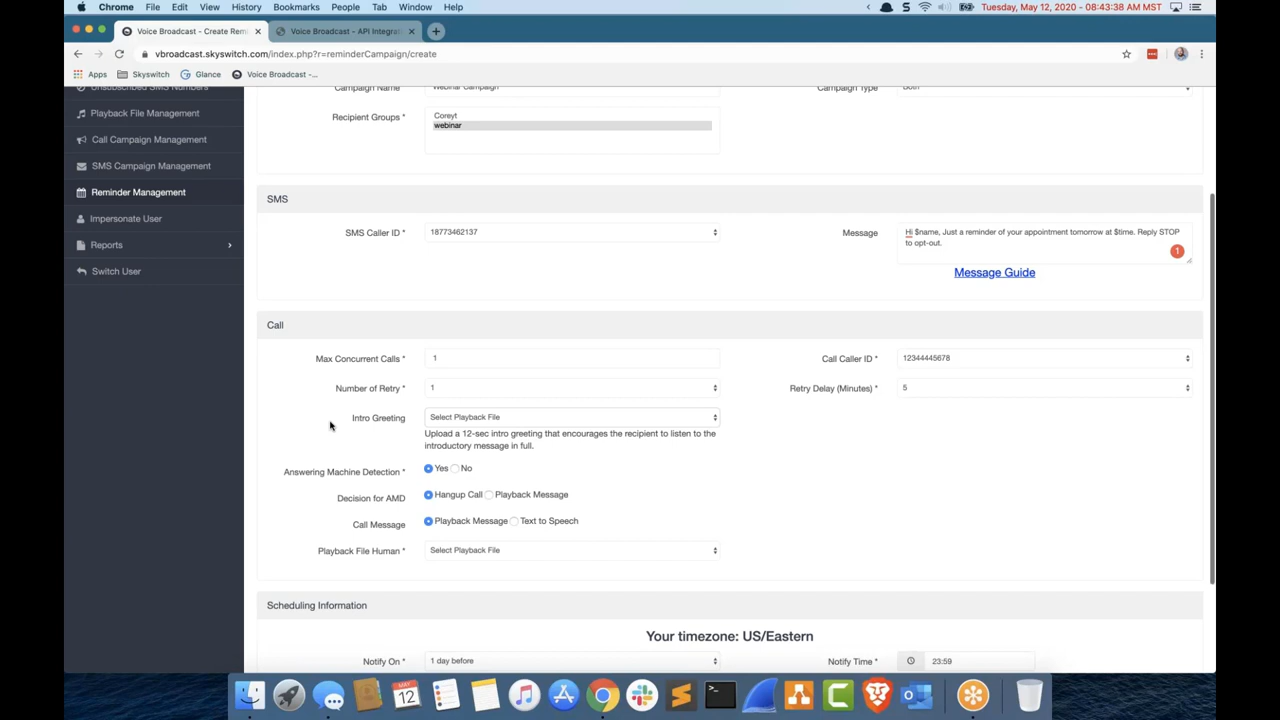 Chrome File Edit View History Bookmarks People Tab Window Help
Tuesday, May 12, 2020 - 08:43:38 AM MST
Voice Broadcast - Create Remi
Voice Broadcast - API Integrat
vbroadcast.skyswitch.com/index.php?r=reminderCampaign/create
Apps Skyswitch Glance Voice Broadcast -...
Unsubscribed SMS Numbers
Playback File Management
Call Campaign Management
SMS Campaign Management
Reminder Management
Impersonate User
Reports
Switch User
Campaign Name Webinar Campaign Campaign Type Both
Recipient Groups * Coreyt
webinar
SMS
SMS Caller ID * 18773462137
Message Hi $name, Just a reminder of your appointment tomorrow at $time. Reply STOP
to opt-out.
1
Message Guide
Call
Max Concurrent Calls * 1 Call Caller ID * 12344445678
Number of Retry * 1 Retry Delay (Minutes) * 5
Intro Greeting Select Playback File
Upload a 12-sec intro greeting that encourages the recipient to listen to the
introductory message in full.
Answering Machine Detection * Yes No
Decision for AMD Hangup Call Playback Message
Call Message Playback Message Text to Speech
Playback File Human * Select Playback File
Scheduling Information
Your timezone: US/Eastern
Notify On * 1 day before Notify Time * 23:59
MAY
12